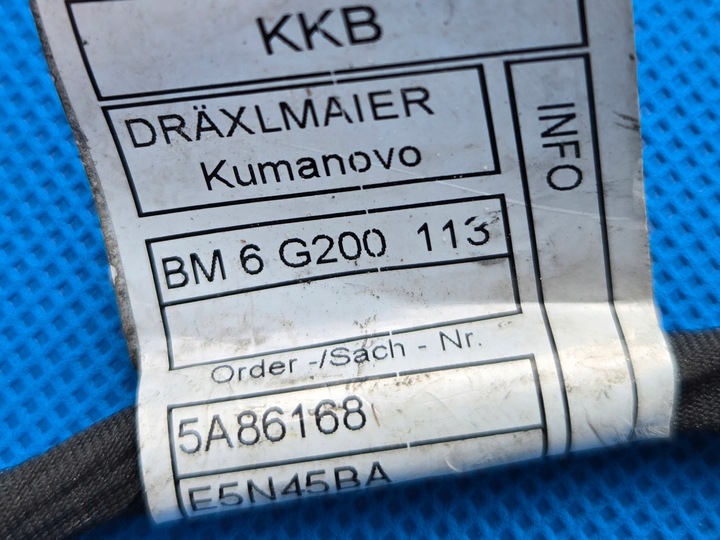 KKB
DRÄXLMAIER
Kumanovo
INFO
BM 6 G200 113
Order -/Sach - Nr.
5A86168
E5N45BA